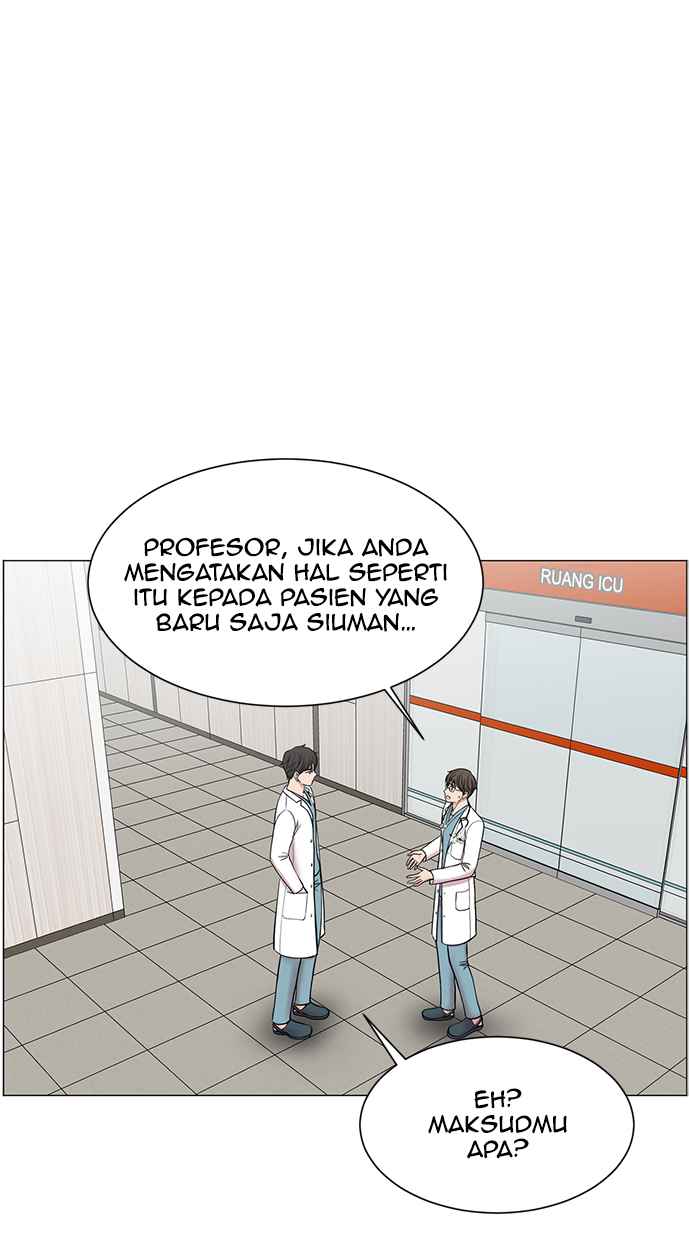 PROFESOR, JIKA ANDA
MENGATAKAN HAL SEPERTI
ITU KEPADA PASIEN YANG
BARU SAJA SIUMAN...
RUANG ICU
EH?
MAKSUDMU
APA?